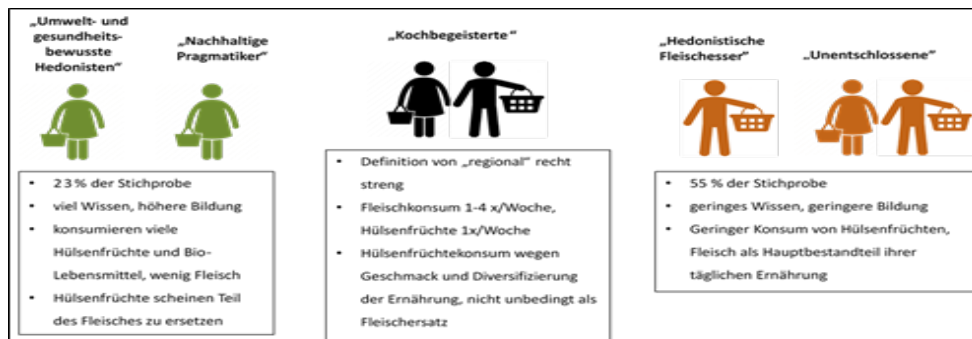 „Umwelt- und
gesundheits-
bewusste
Hedonisten"
„Nachhaltige
Pragmatiker"
„Kochbegeisterte"
„Hedonistische
Fleischesser"
„Unentschlossene"
• 23% der Stichprobe
• viel Wissen, höhere Bildung
• konsumieren viele
Hülsenfrüchte und Bio-
Lebensmittel, wenig Fleisch
• Hülsenfrüchte scheinen Teil
des Fleisches zu ersetzen
• Definition von „regional" recht
streng
• Fleischkonsum 1-4 x/Woche,
Hülsenfrüchte 1x/Woche
• Hülsenfrüchtekonsum wegen
Geschmack und Diversifizierung
der Ernährung, nicht unbedingt als
Fleischersatz
• 55 % der Stichprobe
• geringes Wissen, geringere Bildung
• Geringer Konsum von Hülsenfrüchten,
Fleisch als Hauptbestandteil ihrer
täglichen Ernährung